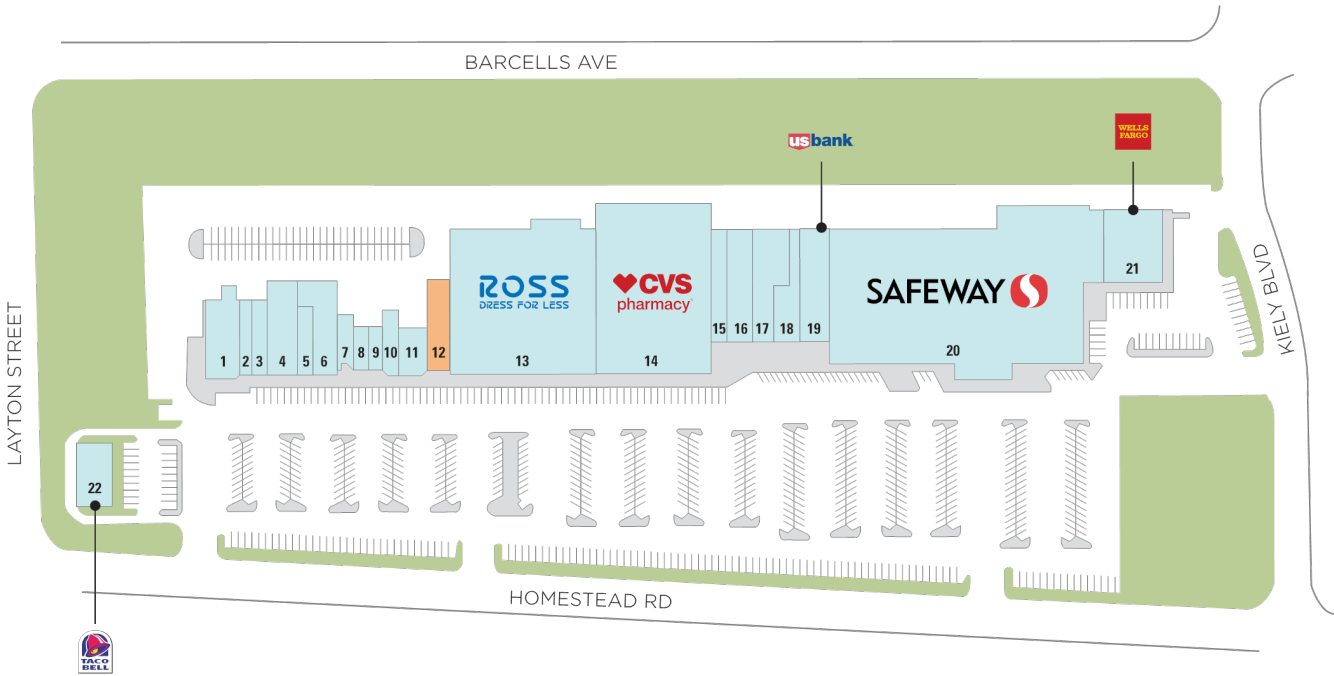 BARCELLS AVE
usbank
WELLS
FARGO
LAYTON STREET
KIELY BLVD
ROSS
DRESS FOR LESS
CVS
pharmacy
SAFEWAY
21
1
2
3
4
5
6
7
8
9
10
11
12
13
14
15
16
17
18
19
20
22
HOMESTEAD RD
TACO
BELL